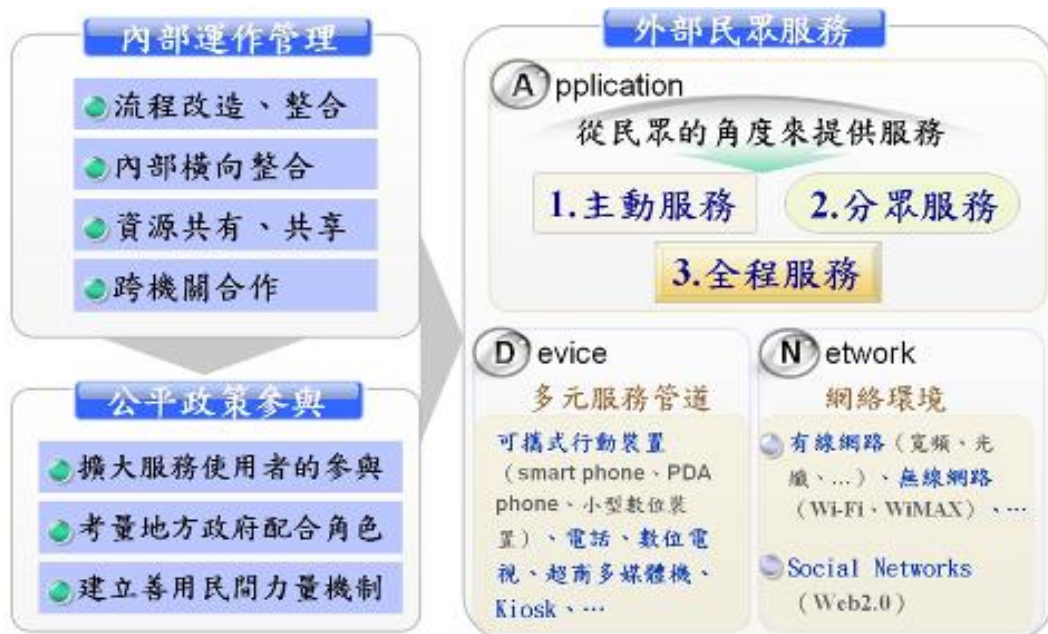 內部運作管理
流程改造、整合
內部橫向整合
資源共有、共享
跨機關合作
公平政策參與
擴大服務使用者的參與
考量地方政府配合角色
建立善用民間力量機制
外部民眾服務
Application
從民眾的角度來提供服務
1.主動服務
2.分眾服務
3.全程服務
Device
多元服務管道
可攜式行動裝置
（smart phone、PDA
phone、小型數位裝
置）、電話、數位電
視、超商多媒體機、
Kiosk、…
Network
網絡環境
有線網路（寬頻、光
纖、…）、無線網路
（Wi-Fi、WiMAX）、…
Social Networks
（Web2.0）